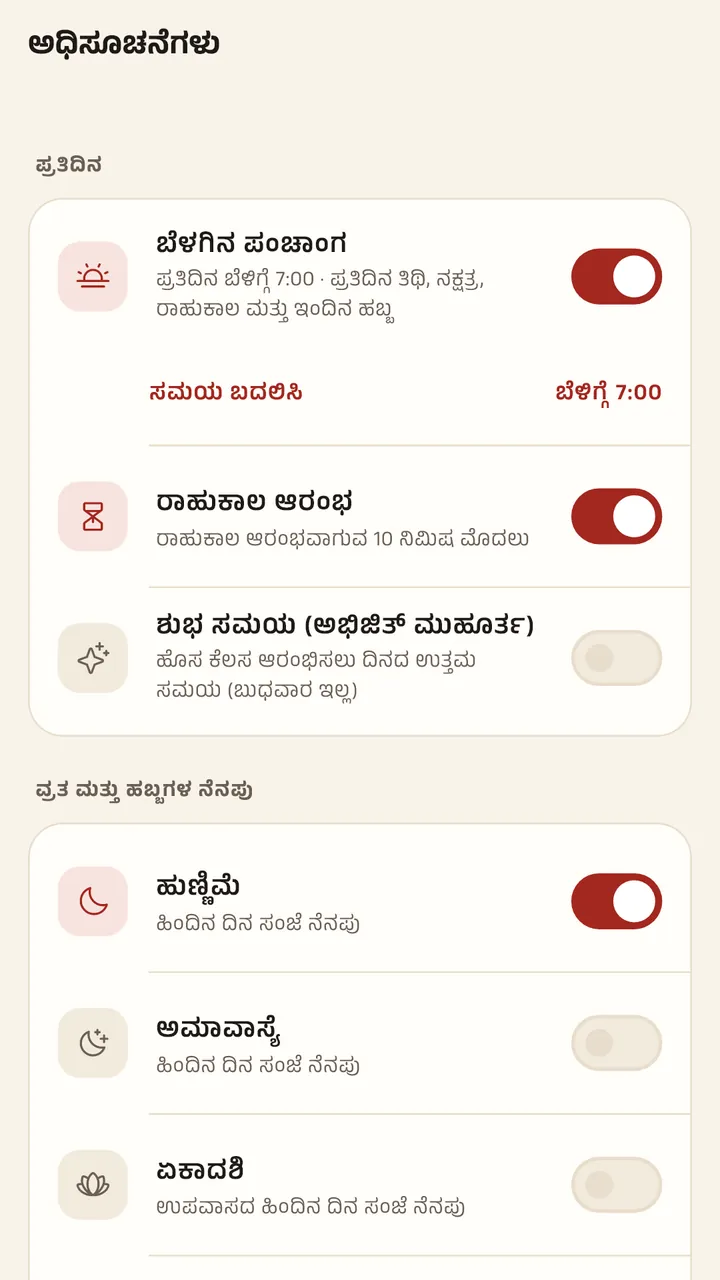 ಅಧಿಸೂಚನೆಗಳು
ಪ್ರತಿದಿನ
ಬೆಳಗಿನ ಪಂಚಾಂಗ
ಪ್ರತಿದಿನ ಬೆಳಿಗ್ಗೆ 7:00 · ಪ್ರತಿದಿನ ತಿಥಿ, ನಕ್ಷತ್ರ,
ರಾಹುಕಾಲ ಮತ್ತು ಇಂದಿನ ಹಬ್ಬ
ಸಮಯ ಬದಲಿಸಿ ಬೆಳಿಗ್ಗೆ 7:00
ರಾಹುಕಾಲ ಆರಂಭ
ರಾಹುಕಾಲ ಆರಂಭವಾಗುವ 10 ನಿಮಿಷ ಮೊದಲು
ಶುಭ ಸಮಯ (ಅಭಿಜಿತ್ ಮುಹೂರ್ತ)
ಹೊಸ ಕೆಲಸ ಆರಂಭಿಸಲು ದಿನದ ಉತ್ತಮ
ಸಮಯ (ಬುಧವಾರ ಇಲ್ಲ)
ವ್ರತ ಮತ್ತು ಹಬ್ಬಗಳ ನೆನಪು
ಹುಣ್ಣಿಮೆ
ಹಿಂದಿನ ದಿನ ಸಂಜೆ ನೆನಪು
ಅಮಾವಾಸ್ಯೆ
ಹಿಂದಿನ ದಿನ ಸಂಜೆ ನೆನಪು
ಏಕಾದಶಿ
ಉಪವಾಸದ ಹಿಂದಿನ ದಿನ ಸಂಜೆ ನೆನಪು